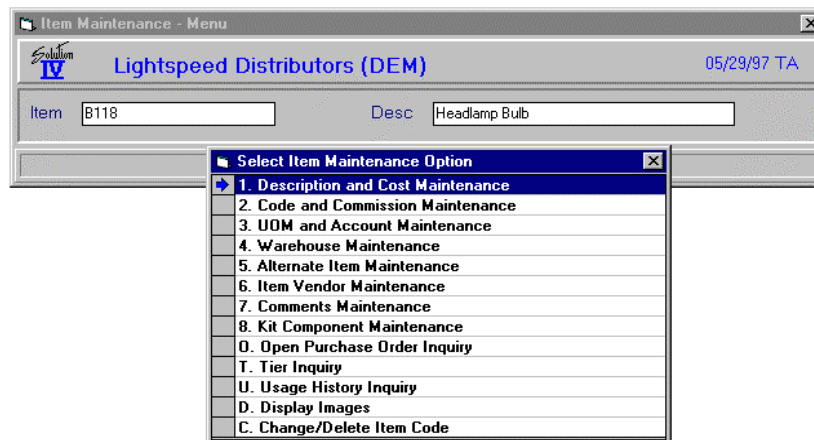 Item Maintenance - Menu
Solution IV
Lightspeed Distributors (DEM)
05/29/97 TA
Item B118 Desc Headlamp Bulb
Select Item Maintenance Option
1. Description and Cost Maintenance
2. Code and Commission Maintenance
3. UOM and Account Maintenance
4. Warehouse Maintenance
5. Alternate Item Maintenance
6. Item Vendor Maintenance
7. Comments Maintenance
8. Kit Component Maintenance
O. Open Purchase Order Inquiry
T. Tier Inquiry
U. Usage History Inquiry
D. Display Images
C. Change/Delete Item Code